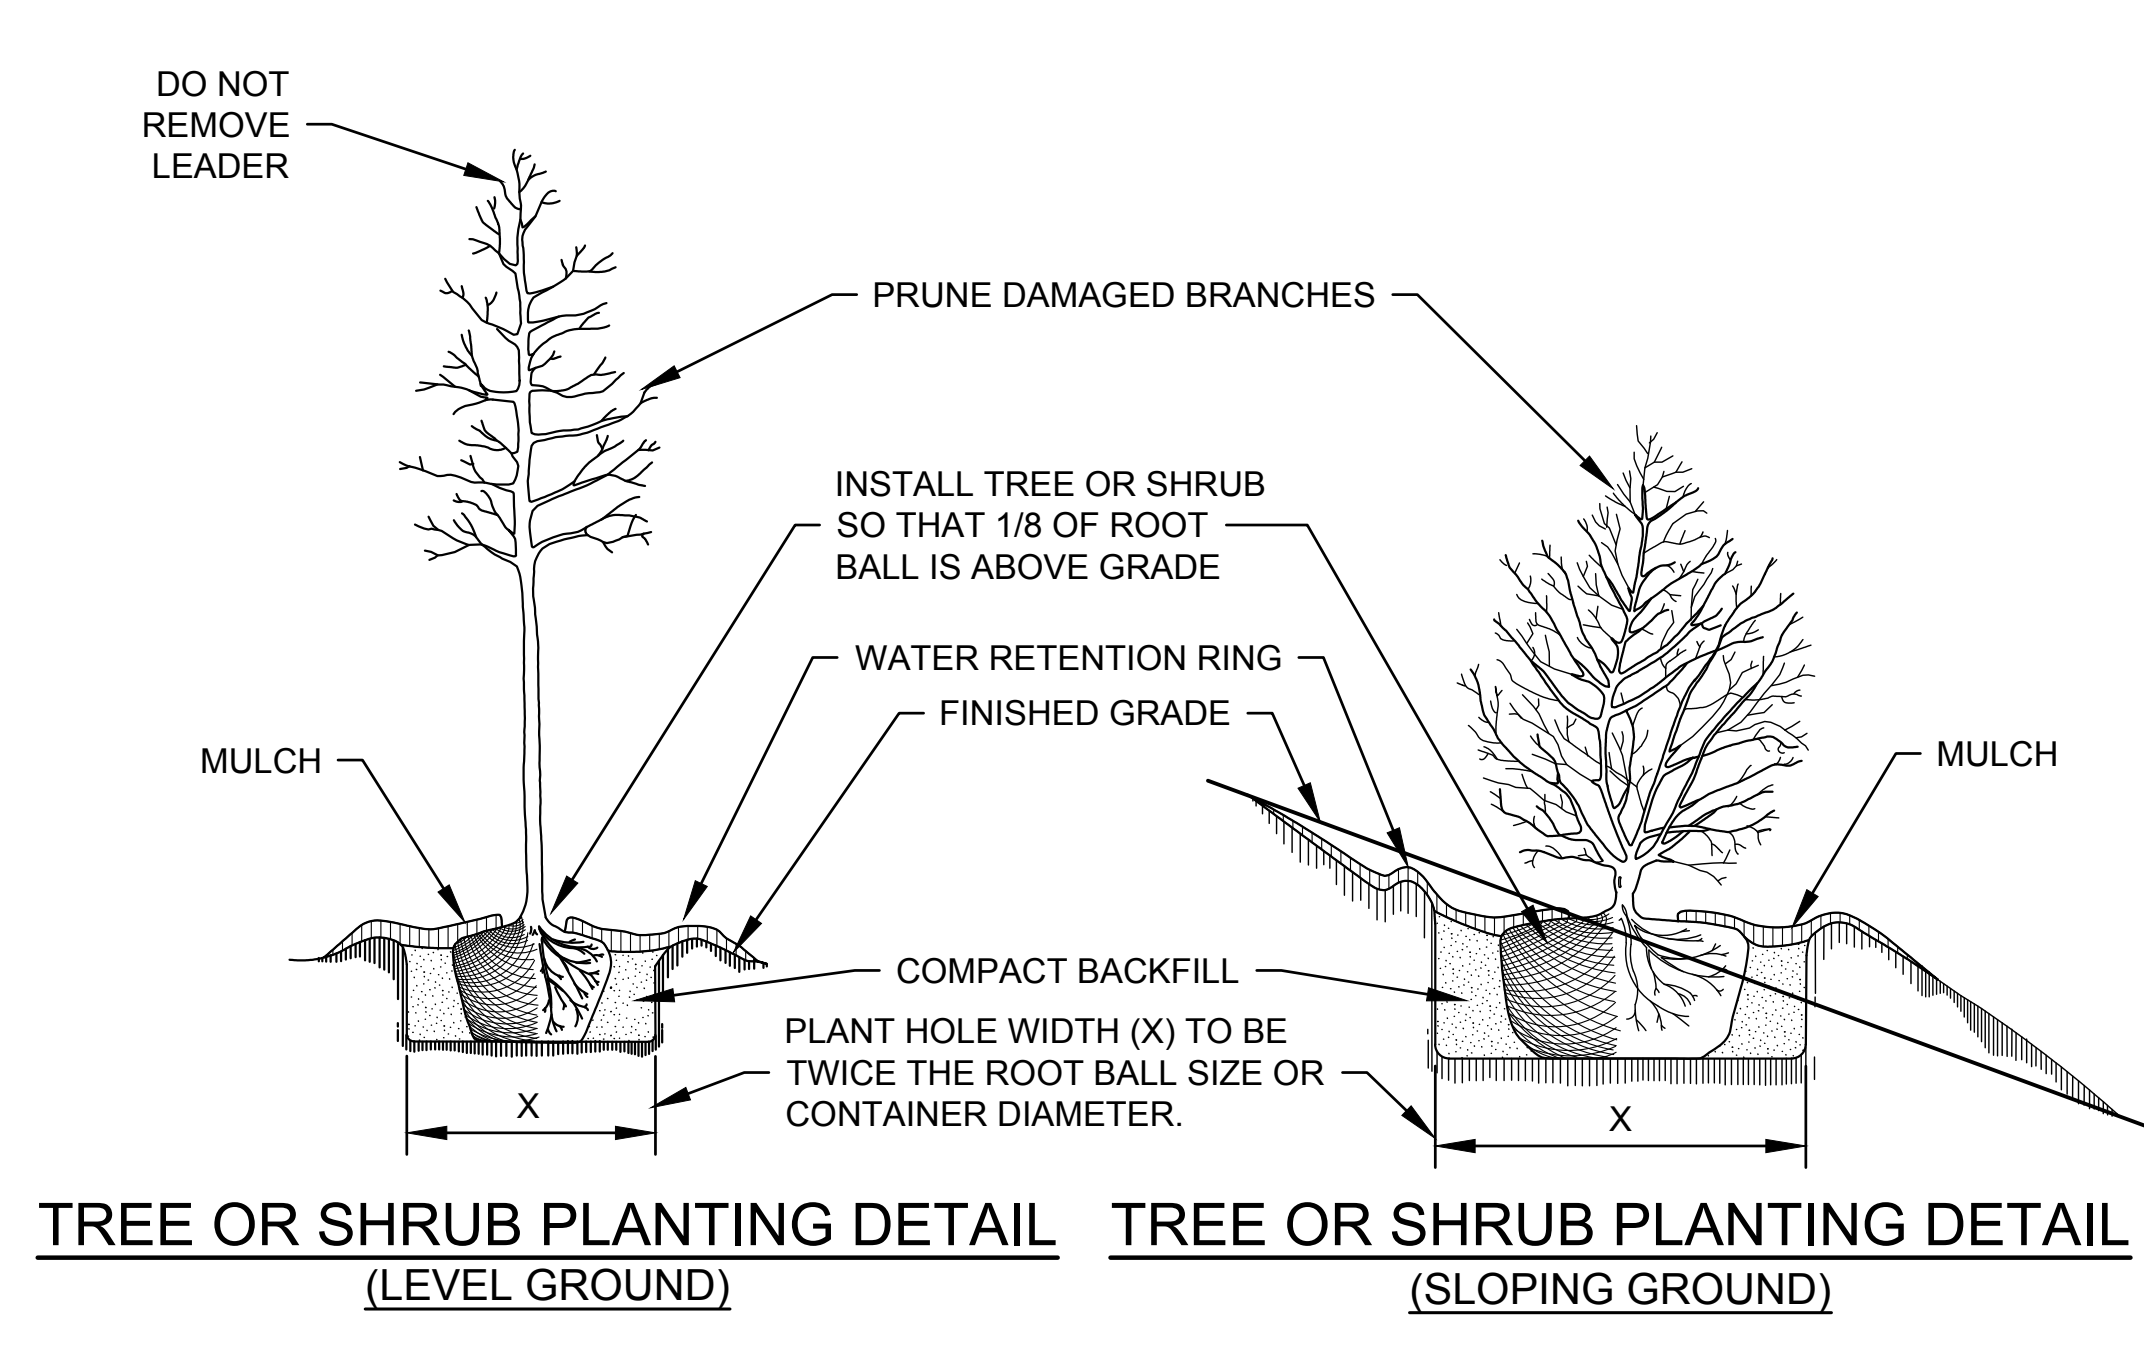 DO NOT
REMOVE
LEADER
PRUNE DAMAGED BRANCHES
INSTALL TREE OR SHRUB
SO THAT 1/8 OF ROOT
BALL IS ABOVE GRADE
WATER RETENTION RING
FINISHED GRADE
MULCH
MULCH
COMPACT BACKFILL
PLANT HOLE WIDTH (X) TO BE
TWICE THE ROOT BALL SIZE OR
CONTAINER DIAMETER.
X
X
TREE OR SHRUB PLANTING DETAIL
(LEVEL GROUND)
TREE OR SHRUB PLANTING DETAIL
(SLOPING GROUND)